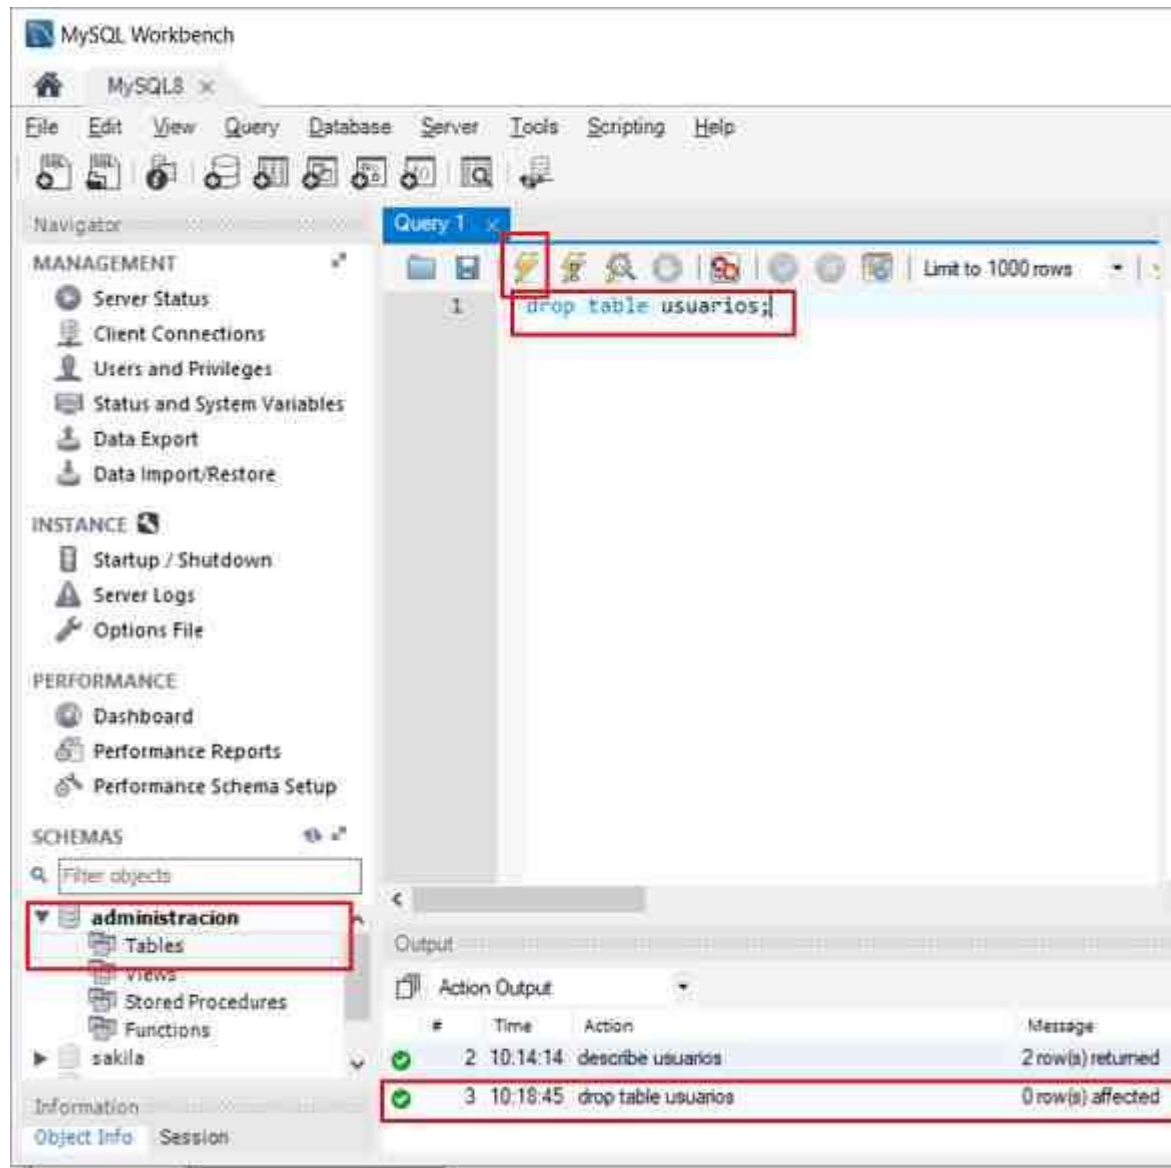 MySQL Workbench
MySQL8
File Edit View Query Database Server Tools Scripting Help
Navigator
MANAGEMENT
Server Status
Client Connections
Users and Privileges
Status and System Variables
Data Export
Data Import/Restore
INSTANCE
Startup / Shutdown
Server Logs
Options File
PERFORMANCE
Dashboard
Performance Reports
Performance Schema Setup
SCHEMAS
Filter objects
administracion
Tables
Views
Stored Procedures
Functions
sakila
Information
Object Info Session
Query 1
Limit to 1000 rows
1 drop table usuarios;
Output
Action Output
# Time Action Message
2 10:14:14 describe usuarios 2 row(s) returned
3 10:18:45 drop table usuarios 0 row(s) affected